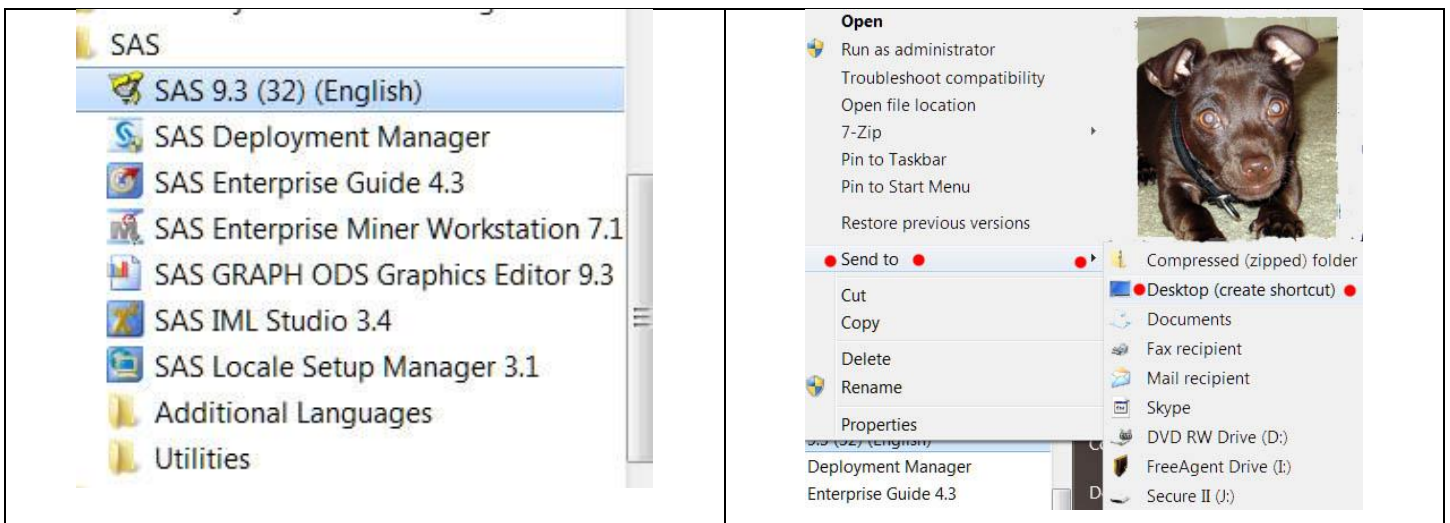 SAS
SAS 9.3 (32) (English)
SAS Deployment Manager
SAS Enterprise Guide 4.3
SAS Enterprise Miner Workstation 7.1
SAS GRAPH ODS Graphics Editor 9.3
SAS IML Studio 3.4
SAS Locale Setup Manager 3.1
Additional Languages
Utilities
Open
Run as administrator
Troubleshoot compatibility
Open file location
7-Zip
Pin to Taskbar
Pin to Start Menu
Restore previous versions
Send to
Cut
Copy
Delete
Rename
Properties
9.3 (32) (English)
Deployment Manager
Enterprise Guide 4.3
Compressed (zipped) folder
Desktop (create shortcut)
Documents
Fax recipient
Mail recipient
Skype
DVD RW Drive (D:)
FreeAgent Drive (I:)
Secure II (J:)